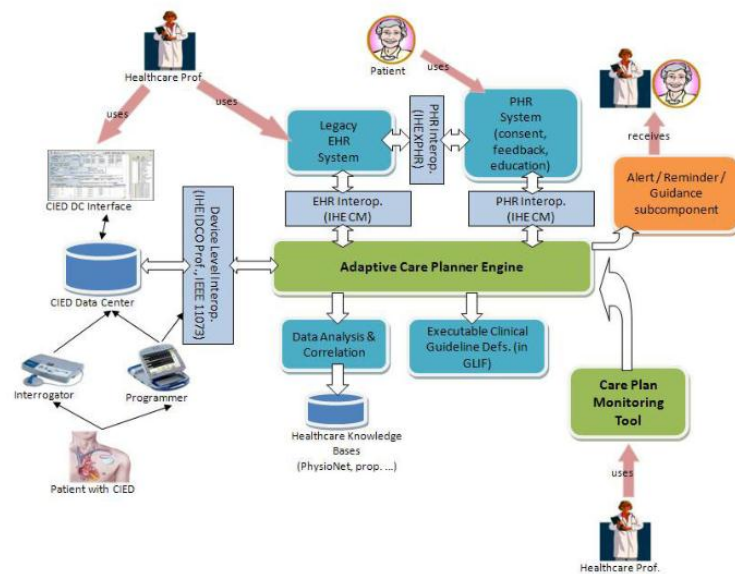 Healthcare Prof.
Patient
uses
uses
uses
Legacy
EHR
System
PHR Interop.
(IHE XPHR)
PHR
System
(consent,
feedback,
education)
receives
Alert / Reminder /
Guidance
subcomponent
CIED DC Interface
EHR Interop.
(IHE CM)
PHR Interop.
(IHE CM)
Device Level Interop.
(IHE IDCO Prof., IEEE 11073)
Adaptive Care Planner Engine
CIED Data Center
Data Analysis &
Correlation
Executable Clinical
Guideline Defs. (in
GLIF)
Interrogator
Programmer
Care Plan
Monitoring
Tool
Healthcare Knowledge
Bases
(PhysioNet, prop. ...)
Patient with CIED
uses
Healthcare Prof.